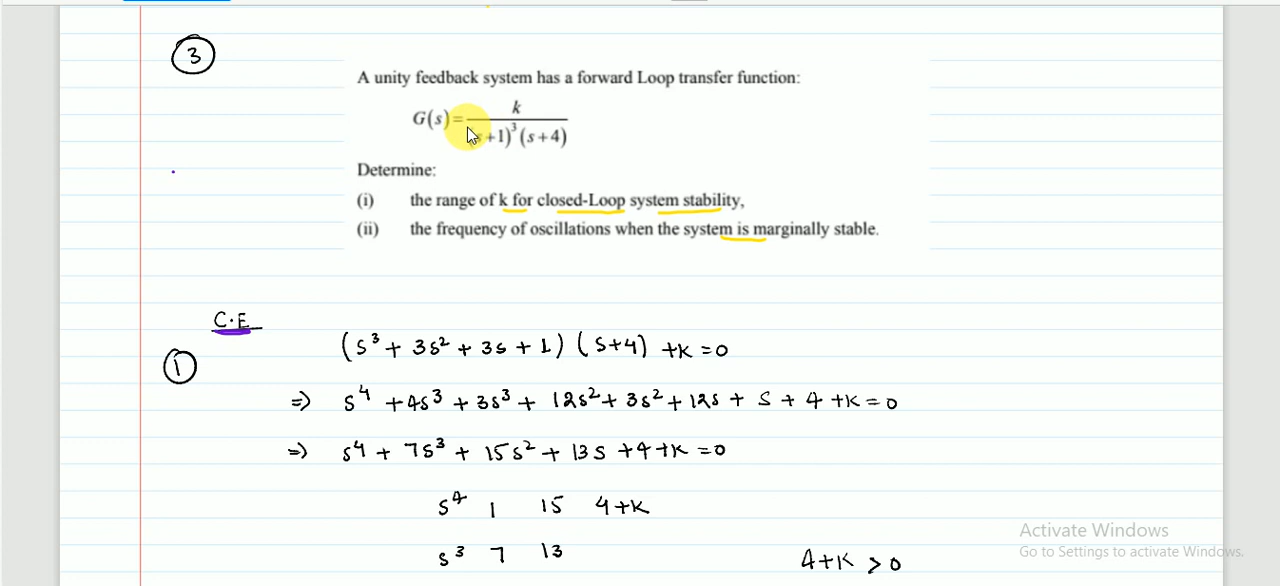 3
A unity feedback system has a forward Loop transfer function:
G(s)= k / +1)^3 (s+4)
Determine:
(i) the range of k for closed-Loop system stability,
(ii) the frequency of oscillations when the system is marginally stable.
C.E
1 (s^3 + 3s^2 + 3s + 1) (s+4) +K =0
=) s^4 +4s^3 + 3s^3 + 12s^2 + 3s^2 + 12s + s + 4 +K = 0
=) s^4 + 7s^3 + 15s^2 + 13s +4+K =0
s^4 1 15 4+K
s^3 7 13
4+K >0
Activate Windows
Go to Settings to activate Windows.